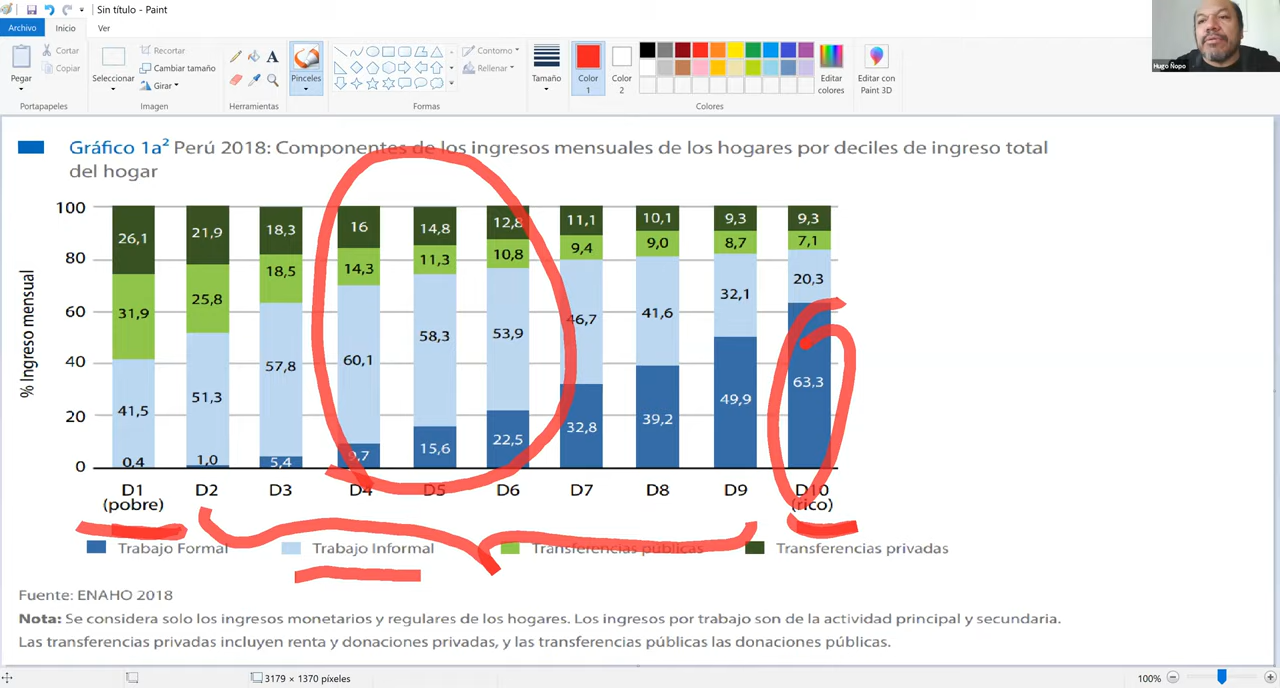 Sin título - Paint
Archivo Inicio Ver
Pegar
Cortar
Copiar
Portapapeles
Seleccionar
Recortar
Cambiar tamaño
Girar
Imagen
A
Herramientas
Pinceles
Contorno
Rellenar
Formas
Tamaño
Color 1
Color 2
Editar colores
Colores
Editar con Paint 3D
Hugo Ñopo
Gráfico 1a² Perú 2018: Componentes de los ingresos mensuales de los hogares por deciles de ingreso total
del hogar
% Ingreso mensual
100
80
60
40
20
0
26,1 21,9 18,3 16 14,8 12,8 11,1 10,1 9,3 9,3
31,9 25,8 18,5 14,3 11,3 10,8 9,4 9,0 8,7 7,1
41,5 51,3 57,8 60,1 58,3 53,9 46,7 41,6 32,1 20,3
0,4 1,0 5,4 9,7 15,6 22,5 32,8 39,2 49,9 63,3
D1 D2 D3 D4 D5 D6 D7 D8 D9 D10
(pobre) (rico)
Trabajo Formal Trabajo Informal Transferencias públicas Transferencias privadas
Fuente: ENAHO 2018
Nota: Se considera solo los ingresos monetarios y regulares de los hogares. Los ingresos por trabajo son de la actividad principal y secundaria.
Las transferencias privadas incluyen renta y donaciones privadas, y las transferencias públicas las donaciones públicas.
3179 × 1370 píxeles
100%